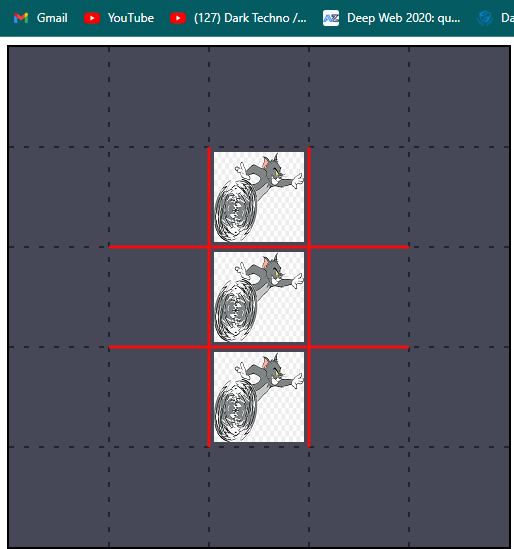 Gmail
YouTube
(127) Dark Techno /...
Deep Web 2020: qu...
Da